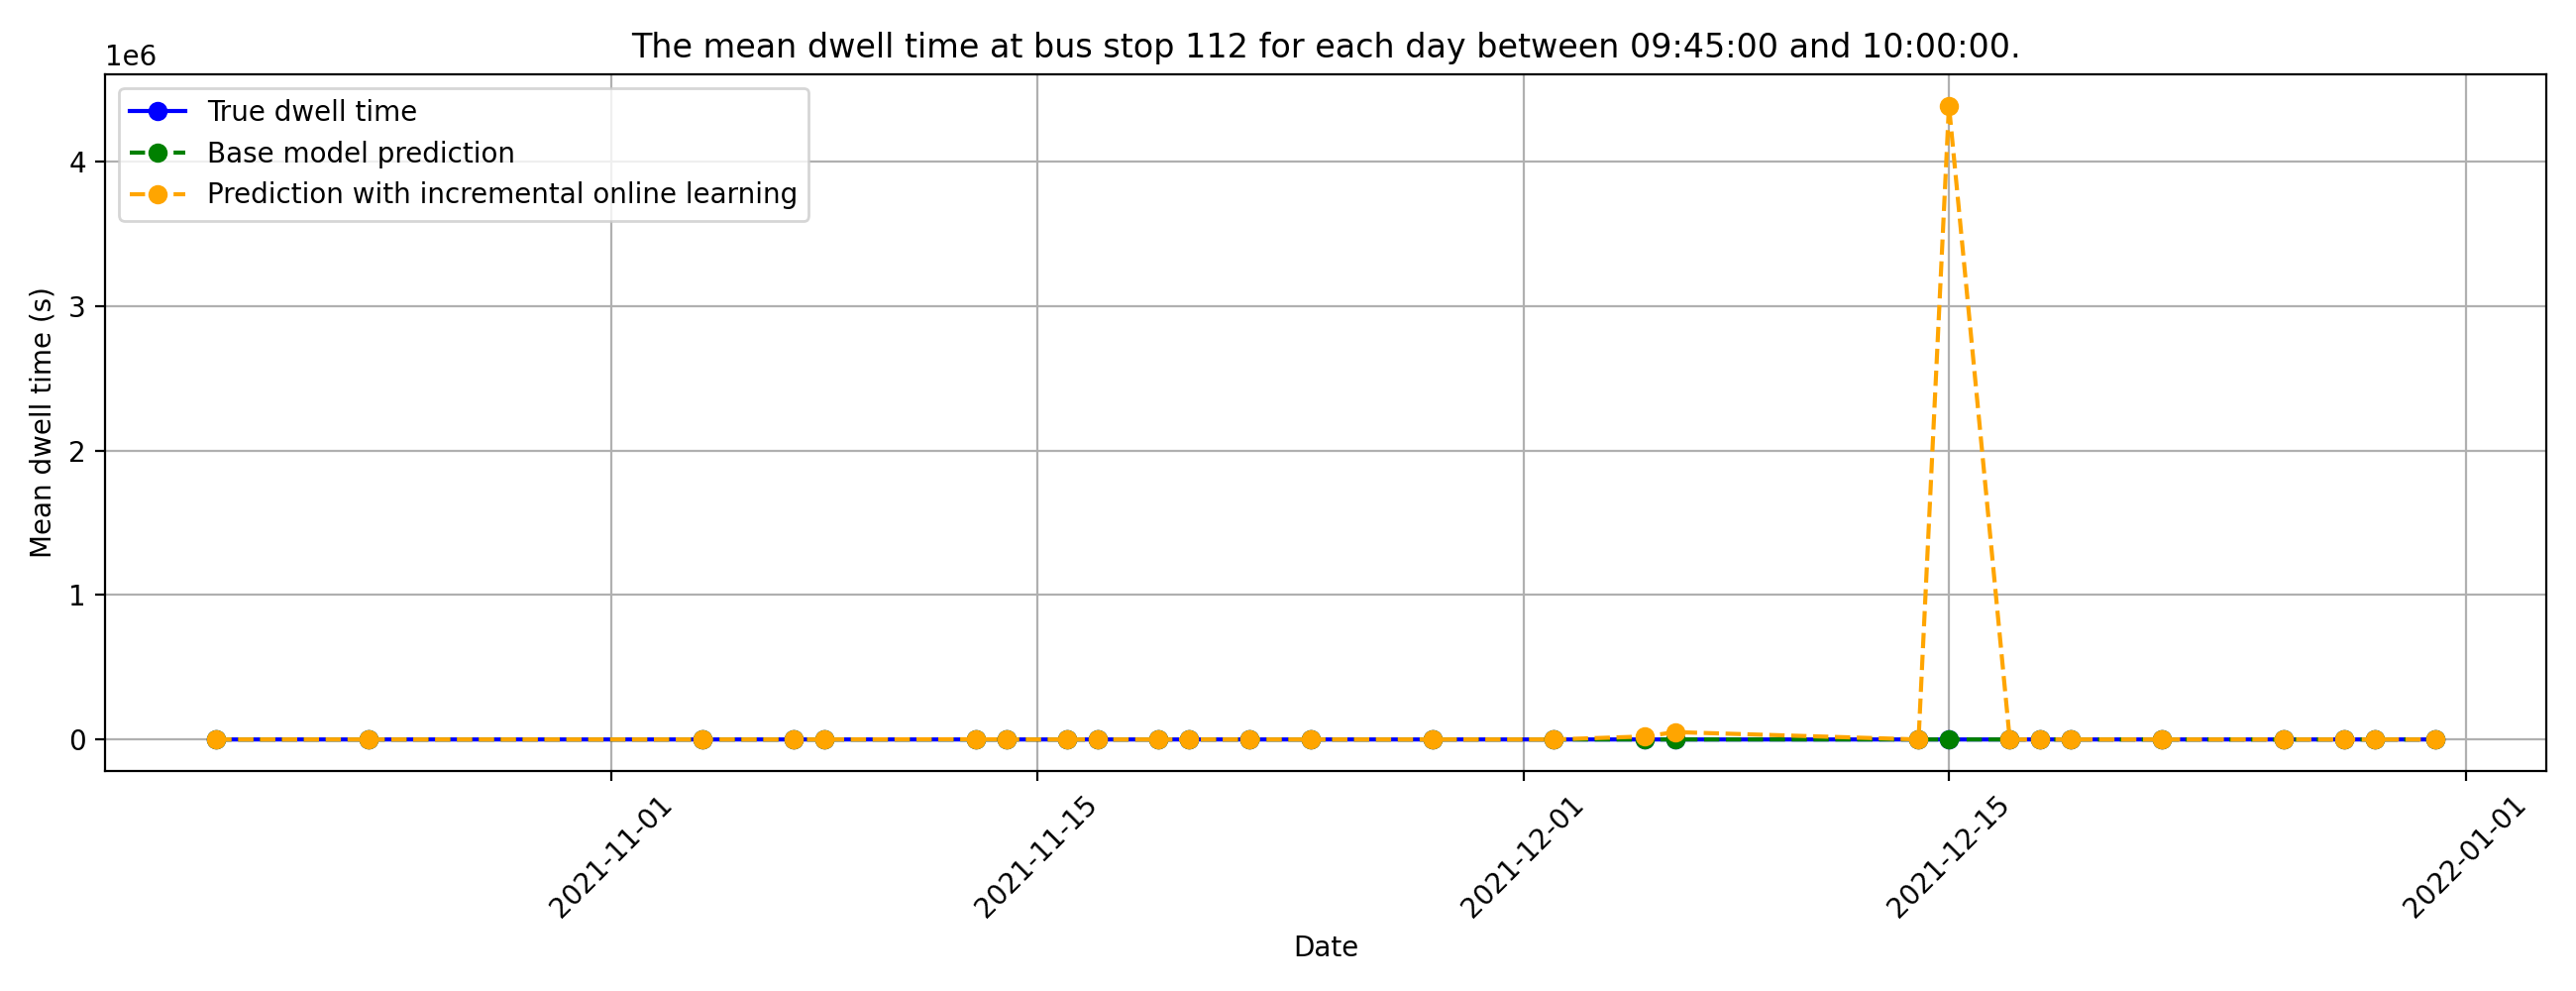 The mean dwell time at bus stop 112 for each day between 09:45:00 and 10:00:00.
1e6
True dwell time
Base model prediction
Prediction with incremental online learning
Mean dwell time (s)
4
3
2
1
0
2021-11-01
2021-11-15
2021-12-01
2021-12-15
2022-01-01
Date